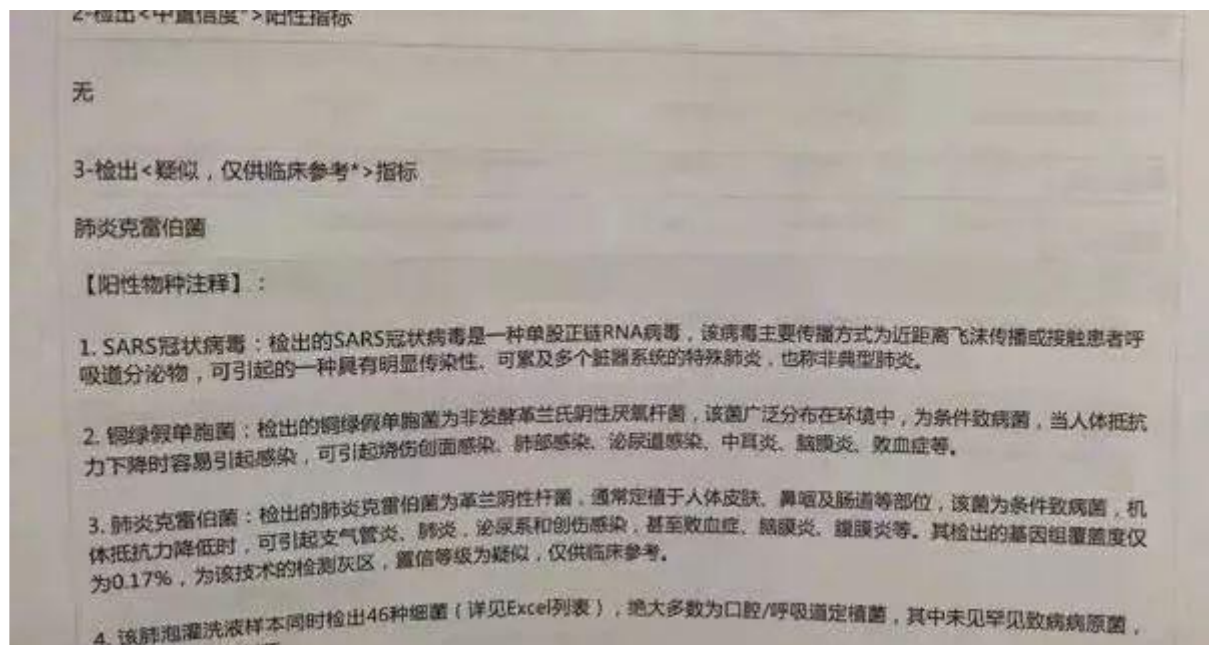 2-检出<中置信度*>阳性指标
无
3-检出<疑似，仅供临床参考*>指标
肺炎克雷伯菌
【阳性物种注释】:
1. SARS冠状病毒：检出的SARS冠状病毒是一种单股正链RNA病毒，该病毒主要传播方式为近距离飞沫传播或接触患者呼
吸道分泌物，可引起的一种具有明显传染性、可累及多个脏器系统的特殊肺炎，也称非典型肺炎。
2. 铜绿假单胞菌：检出的铜绿假单胞菌为非发酵革兰氏阴性厌氧杆菌，该菌广泛分布在环境中，为条件致病菌，当人体抵抗
力下降时容易引起感染，可引起烧伤创面感染、肺部感染、泌尿道感染、中耳炎、脑膜炎、败血症等。
3. 肺炎克雷伯菌：检出的肺炎克雷伯菌为革兰阴性杆菌，通常定植于人体皮肤、鼻咽及肠道等部位，该菌为条件致病菌，机
体抵抗力降低时，可引起支气管炎、肺炎，泌尿系和创伤感染，甚至败血症、脑膜炎、腹膜炎等。其检出的基因组覆盖度仅
为0.17%，为该技术的检测灰区，置信等级为疑似，仅供临床参考。
4. 该肺泡灌洗液样本同时检出46种细菌（详见Excel列表），绝大多数为口腔/呼吸道定植菌，其中未见罕见致病病原菌，